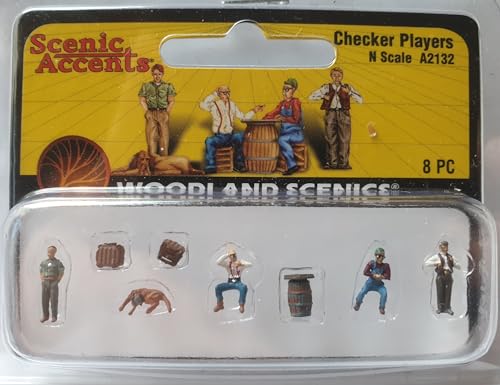 Scenic
Accents®
Checker Players
N Scale A2132
8 PC
WOODLAND SCENICS®